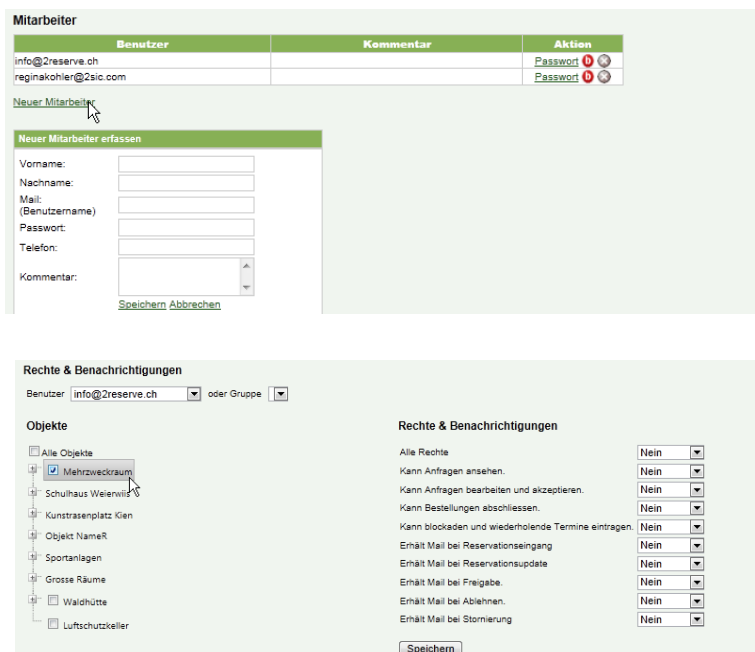 Mitarbeiter
Benutzer Kommentar Aktion
info@2reserve.ch Passwort b
reginakohler@2sic.com Passwort b
Neuer Mitarbeiter
Neuer Mitarbeiter erfassen
Vorname:
Nachname:
Mail:
(Benutzername)
Passwort:
Telefon:
Kommentar:
Speichern Abbrechen
Rechte & Benachrichtigungen
Benutzer info@2reserve.ch oder Gruppe
Objekte
Alle Objekte
Mehrzweckraum
Schulhaus Weierwiis
Kunstrasenplatz Kien
Objekt NameR
Sportanlagen
Grosse Räume
Waldhütte
Luftschutzkeller
Rechte & Benachrichtigungen
Alle Rechte Nein
Kann Anfragen ansehen. Nein
Kann Anfragen bearbeiten und akzeptieren. Nein
Kann Bestellungen abschliessen. Nein
Kann blockaden und wiederholende Termine eintragen. Nein
Erhält Mail bei Reservationseingang Nein
Erhält Mail bei Reservationsupdate Nein
Erhält Mail bei Freigabe. Nein
Erhält Mail bei Ablehnen. Nein
Erhält Mail bei Stornierung Nein
Speichern